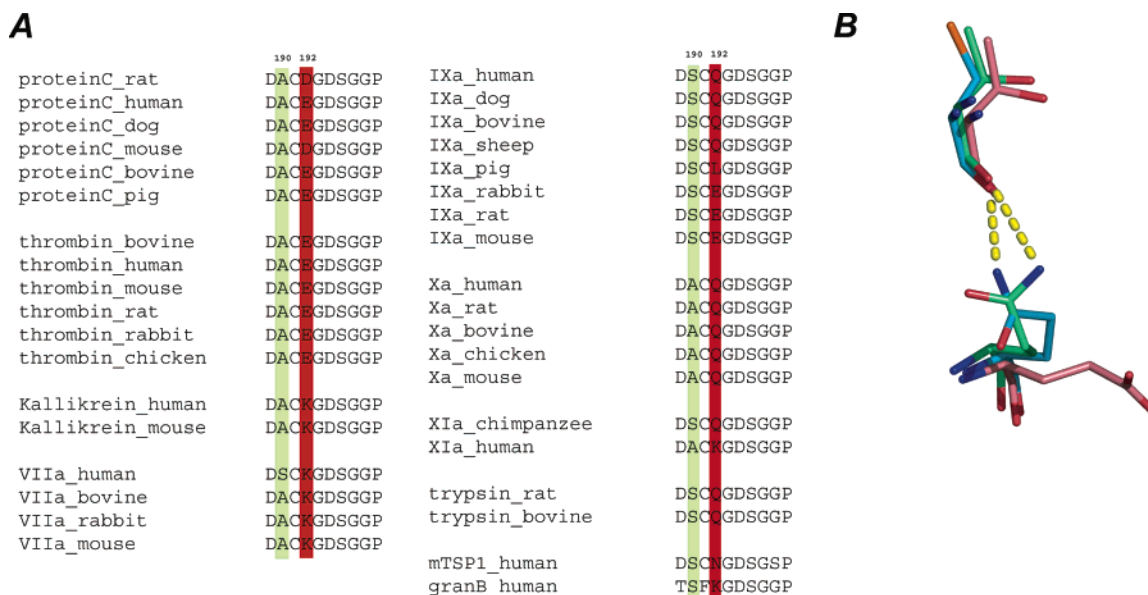 A
190 192
proteinC_rat DACDGDSGGP
proteinC_human DACEGDSGGP
proteinC_dog DACEGDSGGP
proteinC_mouse DACDGDSGGP
proteinC_bovine DACEGDSGGP
proteinC_pig DACEGDSGGP
thrombin_bovine DACEGDSGGP
thrombin_human DACEGDSGGP
thrombin_mouse DACEGDSGGP
thrombin_rat DACEGDSGGP
thrombin_rabbit DACEGDSGGP
thrombin_chicken DACEGDSGGP
Kallikrein_human DACKGDSGGP
Kallikrein_mouse DACKGDSGGP
VIIa_human DSCKGDSGGP
VIIa_bovine DACKGDSGGP
VIIa_rabbit DACKGDSGGP
VIIa_mouse DACKGDSGGP
190 192
IXa_human DSCQGDSGGP
IXa_dog DSCQGDSGGP
IXa_bovine DSCQGDSGGP
IXa_sheep DSCQGDSGGP
IXa_pig DSCLGDSGGP
IXa_rabbit DSCEGDSGGP
IXa_rat DSCEGDSGGP
IXa_mouse DSCEGDSGGP
Xa_human DACQGDSGGP
Xa_rat DACQGDSGGP
Xa_bovine DACQGDSGGP
Xa_chicken DACQGDSGGP
Xa_mouse DACQGDSGGP
XIa_chimpanzee DSCQGDSGGP
XIa_human DACKGDSGGP
trypsin_rat DSCQGDSGGP
trypsin_bovine DSCQGDSGGP
mTSP1_human DSCNGDSGSP
granB human TSFKGDSGGP
B